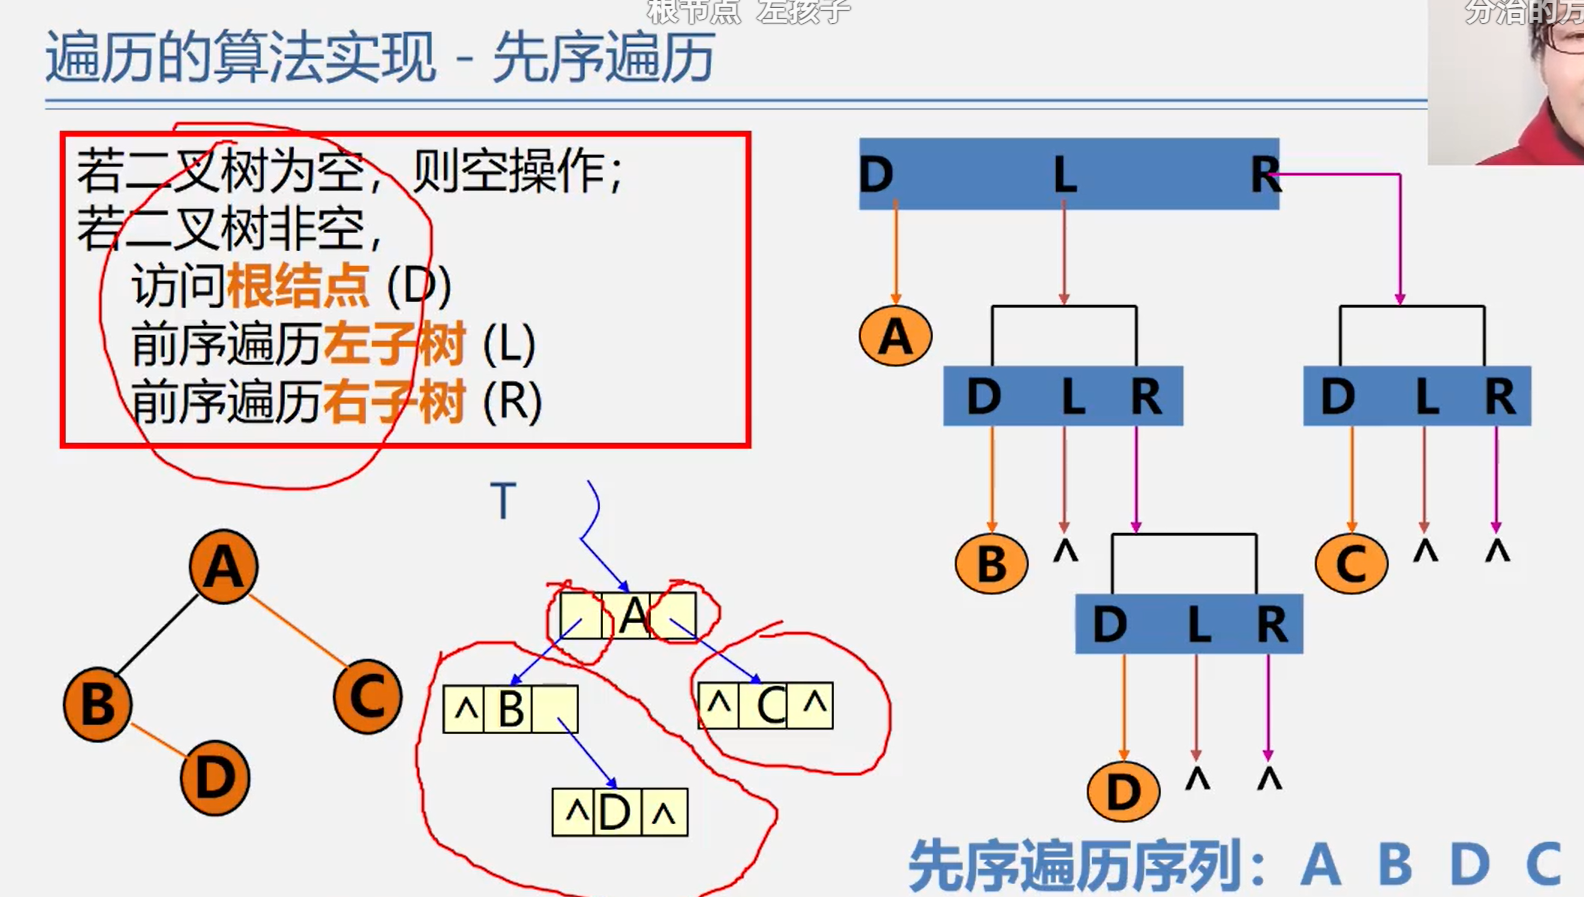 根节点 左孩子
分治的方
遍历的算法实现 - 先序遍历
若二叉树为空，则空操作；
若二叉树非空，
访问根结点 (D)
前序遍历左子树 (L)
前序遍历右子树 (R)
D L R
A
D L R
D L R
B ^
C ^ ^
D L R
D ^ ^
T
A
^ B
^ C ^
^ D ^
A
B
C
D
先序遍历序列：A B D C